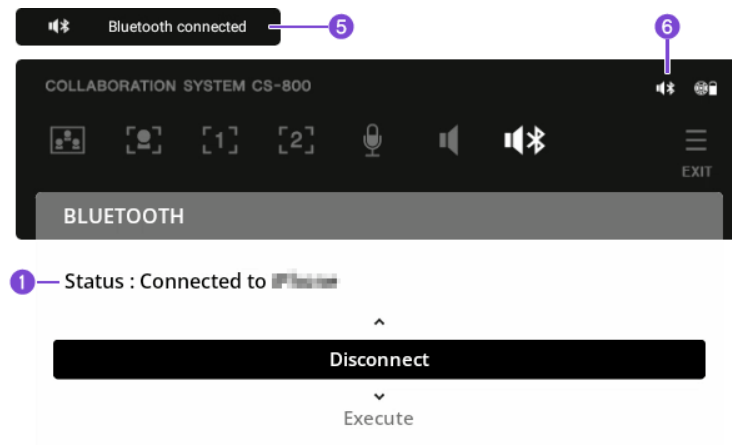 Bluetooth connected
5
6
COLLABORATION SYSTEM CS-800
[1]
[2]
EXIT
BLUETOOTH
1
Status : Connected to
Disconnect
Execute